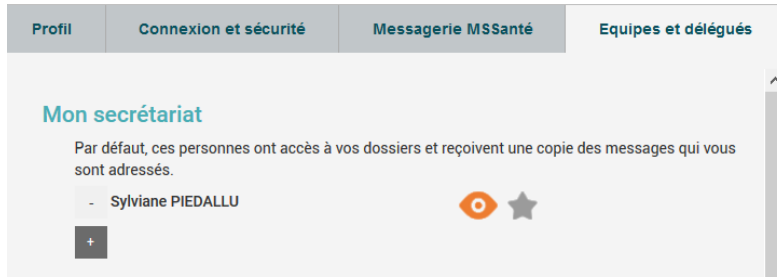 Profil Connexion et sécurité Messagerie MSSanté Equipes et délégués
Mon secrétariat
Par défaut, ces personnes ont accès à vos dossiers et reçoivent une copie des messages qui vous
sont adressés.
- Sylviane PIEDALLU
+